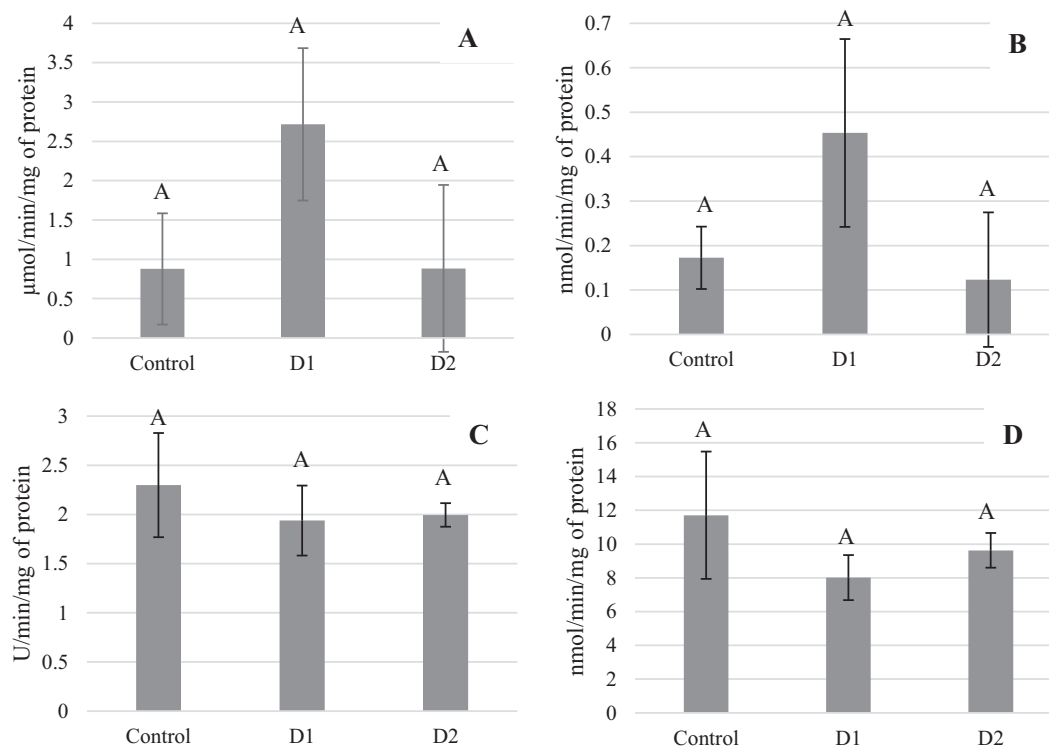 A
μmol/min/mg of protein
4
3.5
3
2.5
2
1.5
1
0.5
0
A
A
A
Control D1 D2
B
nmol/min/mg of protein
0.7
0.6
0.5
0.4
0.3
0.2
0.1
0
A
A
A
Control D1 D2
C
U/min/mg of protein
3
2.5
2
1.5
1
0.5
0
A
A
A
Control D1 D2
D
nmol/min/mg of protein
18
16
14
12
10
8
6
4
2
0
A
A
A
Control D1 D2